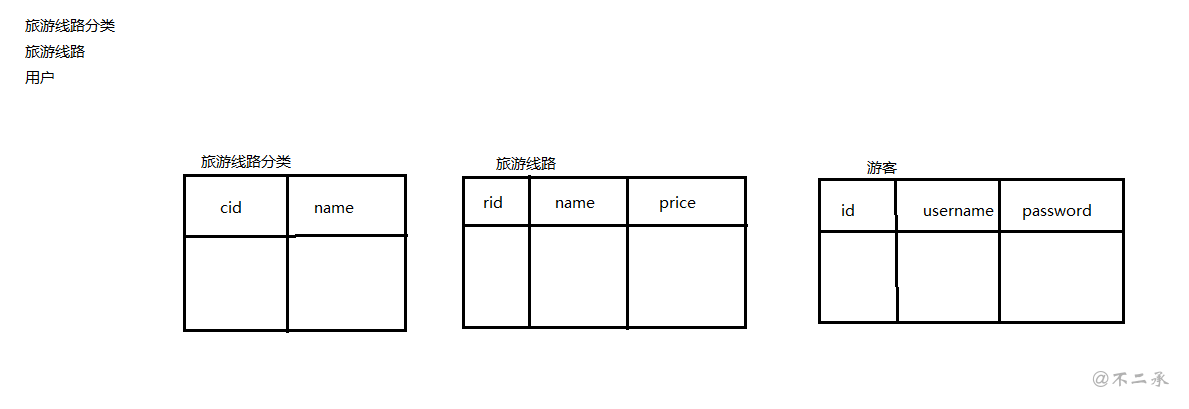 旅游线路分类
旅游线路
用户
旅游线路分类
cid name
旅游线路
rid name price
游客
id username password
@不二承